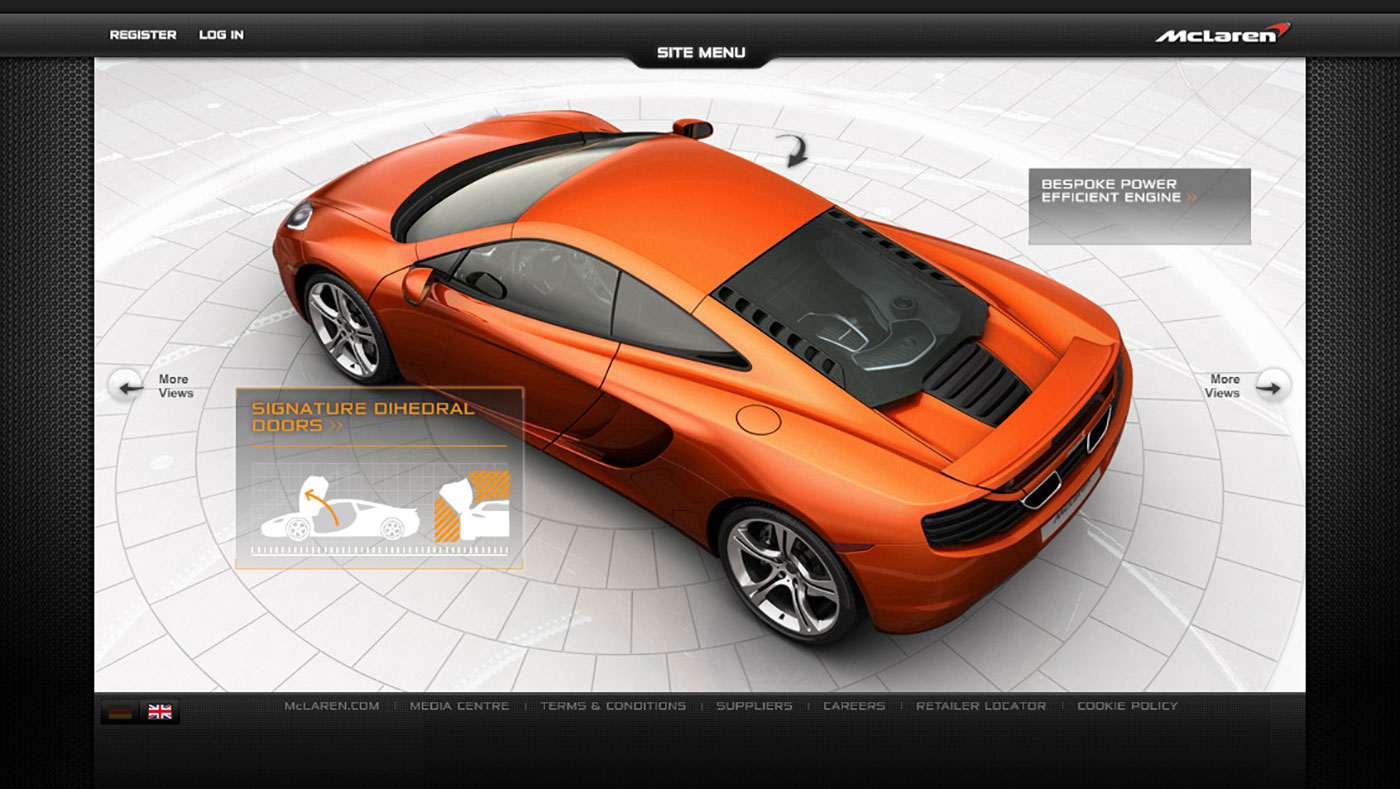 REGISTER LOG IN
SITE MENU
McLaren
BESPOKE POWER
EFFICIENT ENGINE »
More
Views
More
Views
SIGNATURE DIHEDRAL
DOORS »
McLAREN.COM | MEDIA CENTRE | TERMS & CONDITIONS | SUPPLIERS | CAREERS | RETAILER LOCATOR | COOKIE POLICY